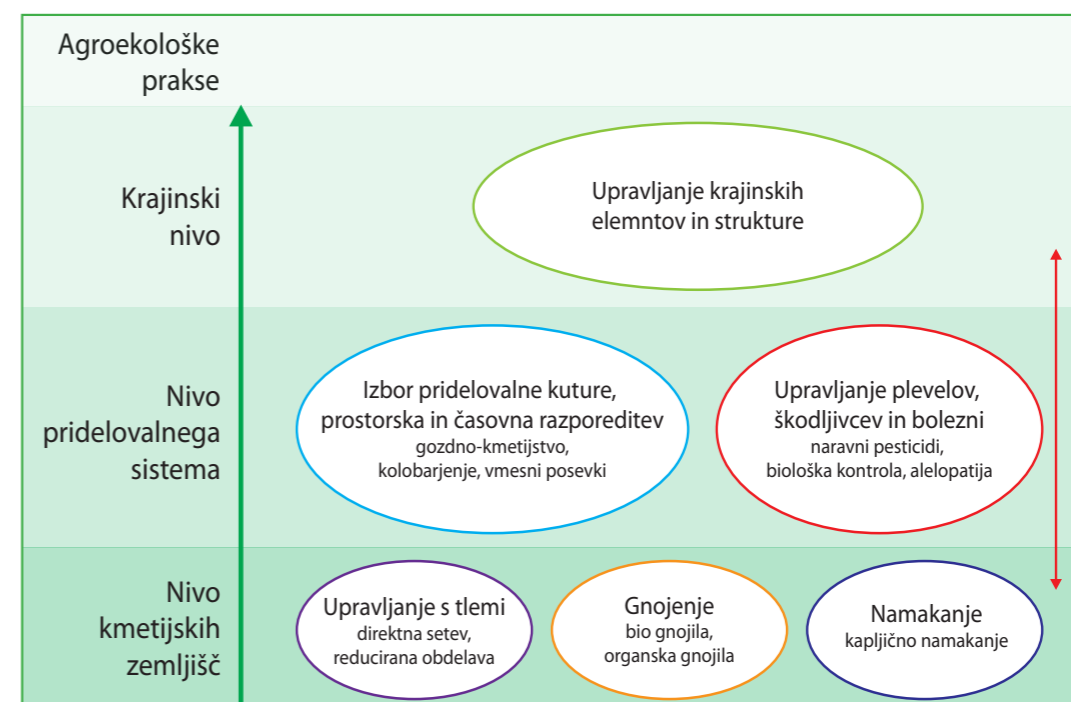 Agroekološke
prakse
Krajinski
nivo
Upravljanje krajinskih
elemntov in strukture
Nivo
pridelovalnega
sistema
Izbor pridelovalne kuture,
prostorska in časovna razporeditev
gozdno-kmetijstvo,
kolobarjenje, vmesni posevki
Upravljanje plevelov,
škodljivcev in bolezni
naravni pesticidi,
biološka kontrola, alelopatija
Nivo
kmetijskih
zemljišč
Upravljanje s tlemi
direktna setev,
reducirana obdelava
Gnojenje
bio gnojila,
organska gnojila
Namakanje
kapljično namakanje